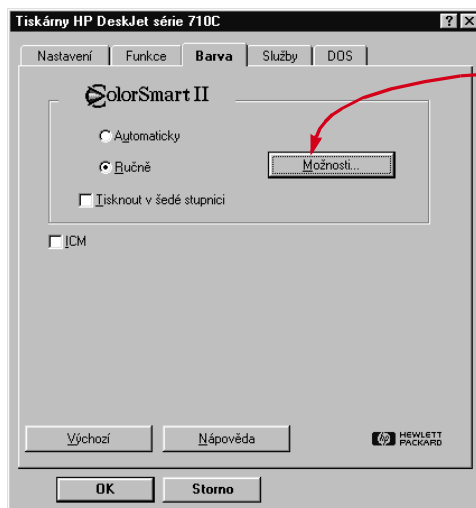 Tiskárny HP DeskJet série 710C
Nastavení Funkce Barva Služby DOS
ColorSmart II
Automaticky
Ručně Možnosti...
Tisknout v šedé stupnici
ICM
Výchozí Nápověda hp HEWLETT PACKARD
OK Storno